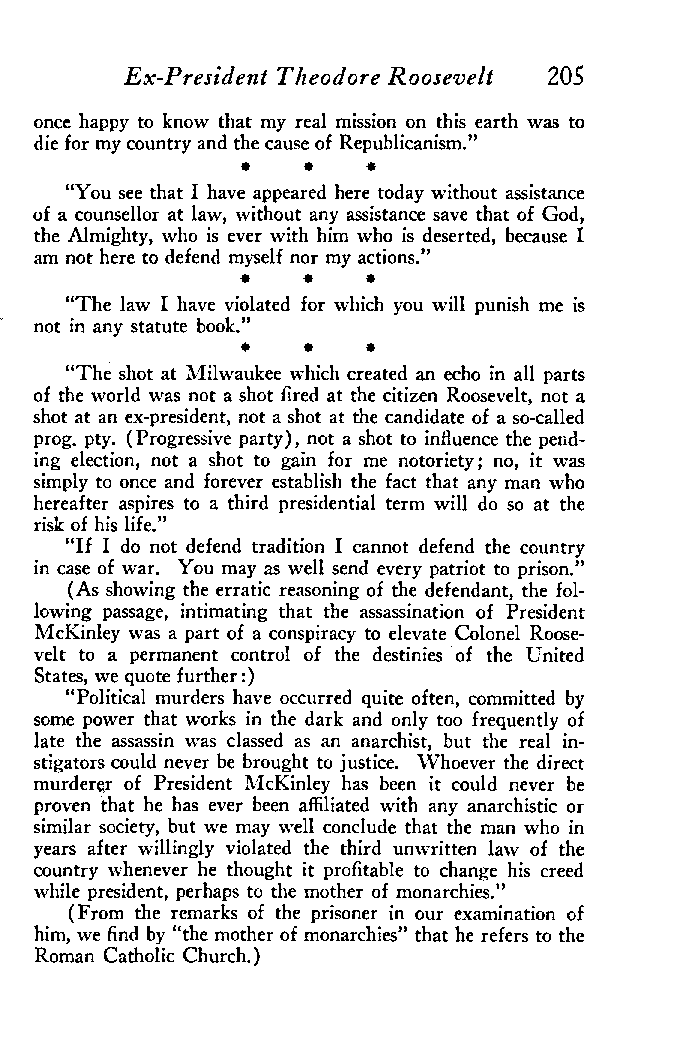 Ex-President Theodore Roosevelt 205
once happy to know that my real mission on this earth was to
die for my country and the cause of Republicanism."
* * *
"You see that I have appeared here today without assistance
of a counsellor at law, without any assistance save that of God,
the Almighty, who is ever with him who is deserted, because I
am not here to defend myself nor my actions."
* * *
"The law I have violated for which you will punish me is
not in any statute book."
* * *
"The shot at Milwaukee which created an echo in all parts
of the world was not a shot fired at the citizen Roosevelt, not a
shot at an ex-president, not a shot at the candidate of a so-called
prog. pty. (Progressive party), not a shot to influence the pend-
ing election, not a shot to gain for me notoriety; no, it was
simply to once and forever establish the fact that any man who
hereafter aspires to a third presidential term will do so at the
risk of his life."
"If I do not defend tradition I cannot defend the country
in case of war. You may as well send every patriot to prison."
(As showing the erratic reasoning of the defendant, the fol-
lowing passage, intimating that the assassination of President
McKinley was a part of a conspiracy to elevate Colonel Roose-
velt to a permanent control of the destinies of the United
States, we quote further:)
"Political murders have occurred quite often, committed by
some power that works in the dark and only too frequently of
late the assassin was classed as an anarchist, but the real in-
stigators could never be brought to justice. Whoever the direct
murderer of President McKinley has been it could never be
proven that he has ever been affiliated with any anarchistic or
similar society, but we may well conclude that the man who in
years after willingly violated the third unwritten law of the
country whenever he thought it profitable to change his creed
while president, perhaps to the mother of monarchies."
(From the remarks of the prisoner in our examination of
him, we find by "the mother of monarchies" that he refers to the
Roman Catholic Church.)